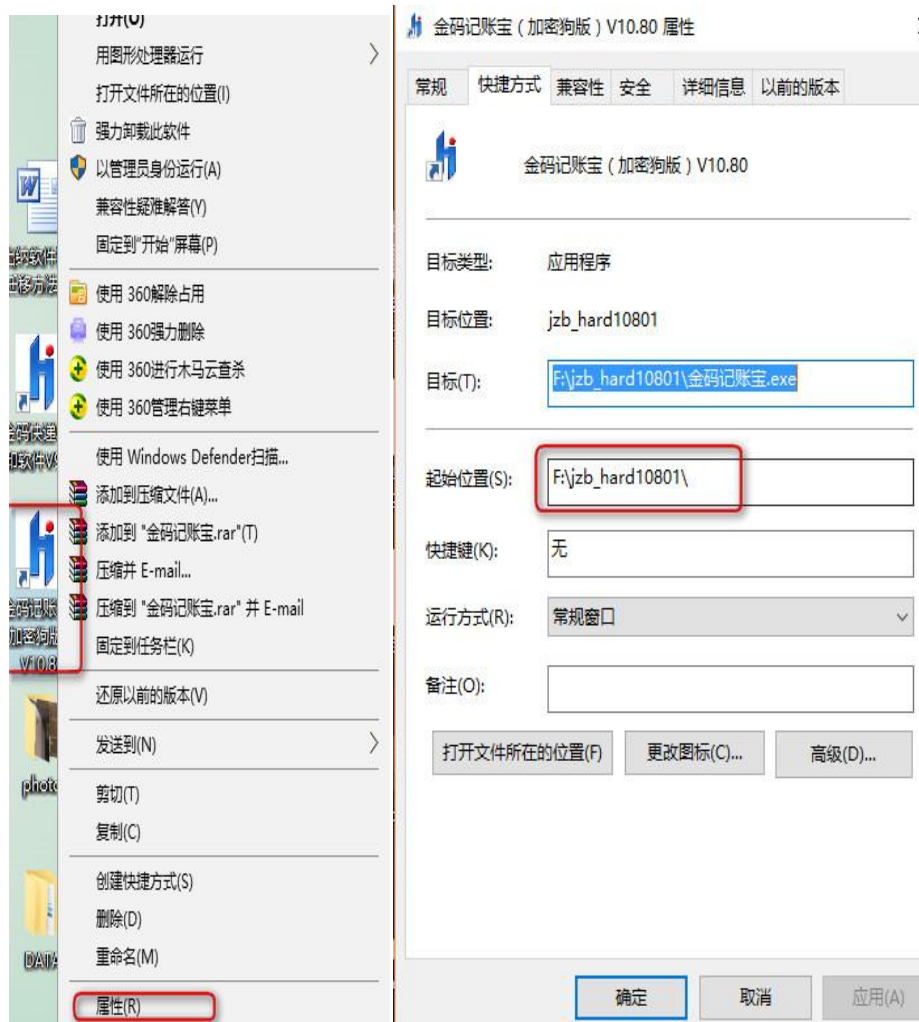 打开(O)
用图形处理器运行
打开文件所在的位置(I)
强力卸载此软件
以管理员身份运行(A)
兼容性疑难解答(Y)
固定到"开始"屏幕(P)
使用 360解除占用
使用 360强力删除
使用 360进行木马云查杀
使用 360管理右键菜单
使用 Windows Defender扫描...
添加到压缩文件(A)...
添加到 "金码记账宝.rar"(T)
压缩并 E-mail...
压缩到 "金码记账宝.rar" 并 E-mail
固定到任务栏(K)
还原以前的版本(V)
发送到(N)
剪切(T)
复制(C)
创建快捷方式(S)
删除(D)
重命名(M)
属性(R)
金码快速
金码记账
加密狗版
V10.8
photo
DATA
金码记账宝（加密狗版）V10.80 属性
常规 快捷方式 兼容性 安全 详细信息 以前的版本
金码记账宝（加密狗版）V10.80
目标类型: 应用程序
目标位置: jzb_hard10801
目标(T): F:\jzb_hard10801\金码记账宝.exe
起始位置(S): F:\jzb_hard10801\
快捷键(K): 无
运行方式(R): 常规窗口
备注(O):
打开文件所在的位置(F) 更改图标(C)... 高级(D)...
确定 取消 应用(A)